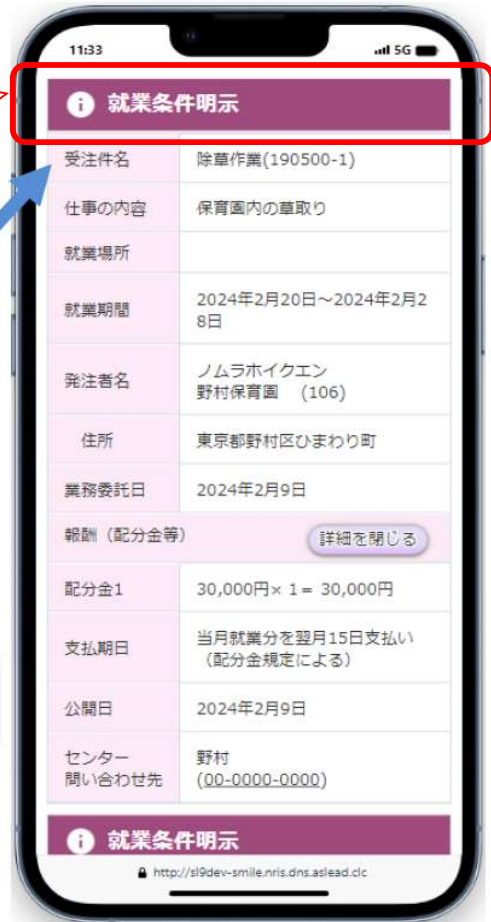 11:33
5G
就業条件明示
受注件名 除草作業(190500-1)
仕事の内容 保育園内の草取り
就業場所
就業期間 2024年2月20日～2024年2月2
8日
発注者名 ノムラホイクエン
野村保育園 (106)
住所 東京都野村区ひまわり町
業務委託日 2024年2月9日
報酬（配分金等） 詳細を閉じる
配分金1 30,000円× 1 = 30,000円
支払期日 当月就業分を翌月15日支払い
（配分金規定による）
公開日 2024年2月9日
センター 野村
問い合わせ先 (00-0000-0000)
就業条件明示
http://sl9dev-smile.nris.dns.aslead.clc